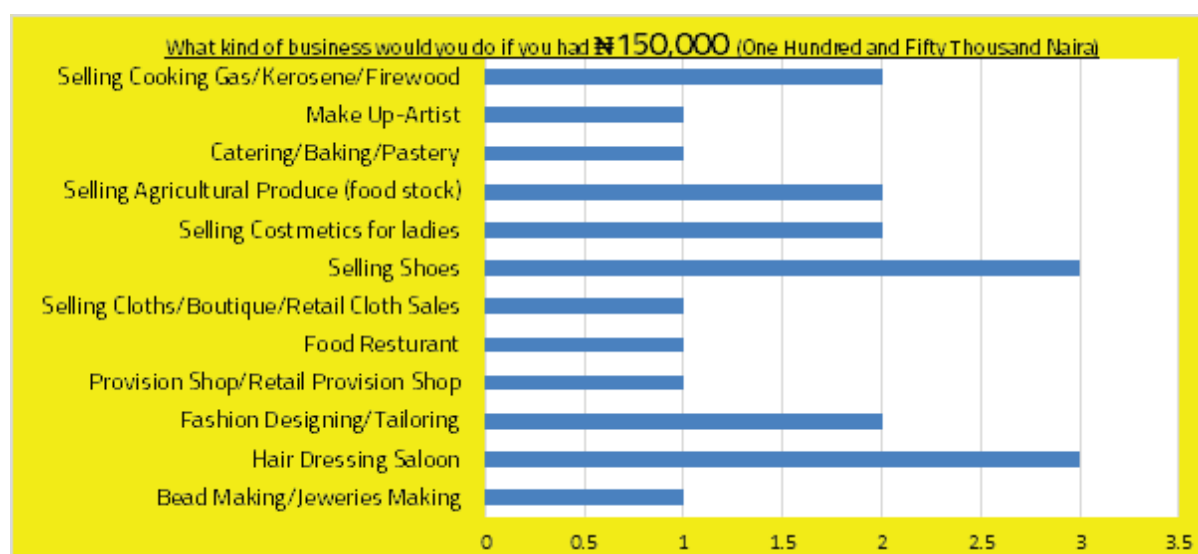 What kind of business would you do if you had ₦150,000 (One Hundred and Fifty Thousand Naira)
Selling Cooking Gas/Kerosene/Firewood
Make Up-Artist
Catering/Baking/Pastery
Selling Agricultural Produce (food stock)
Selling Costmetics for ladies
Selling Shoes
Selling Cloths/Boutique/Retail Cloth Sales
Food Resturant
Provision Shop/Retail Provision Shop
Fashion Designing/Tailoring
Hair Dressing Saloon
Bead Making/Jeweries Making
0 0.5 1 1.5 2 2.5 3 3.5